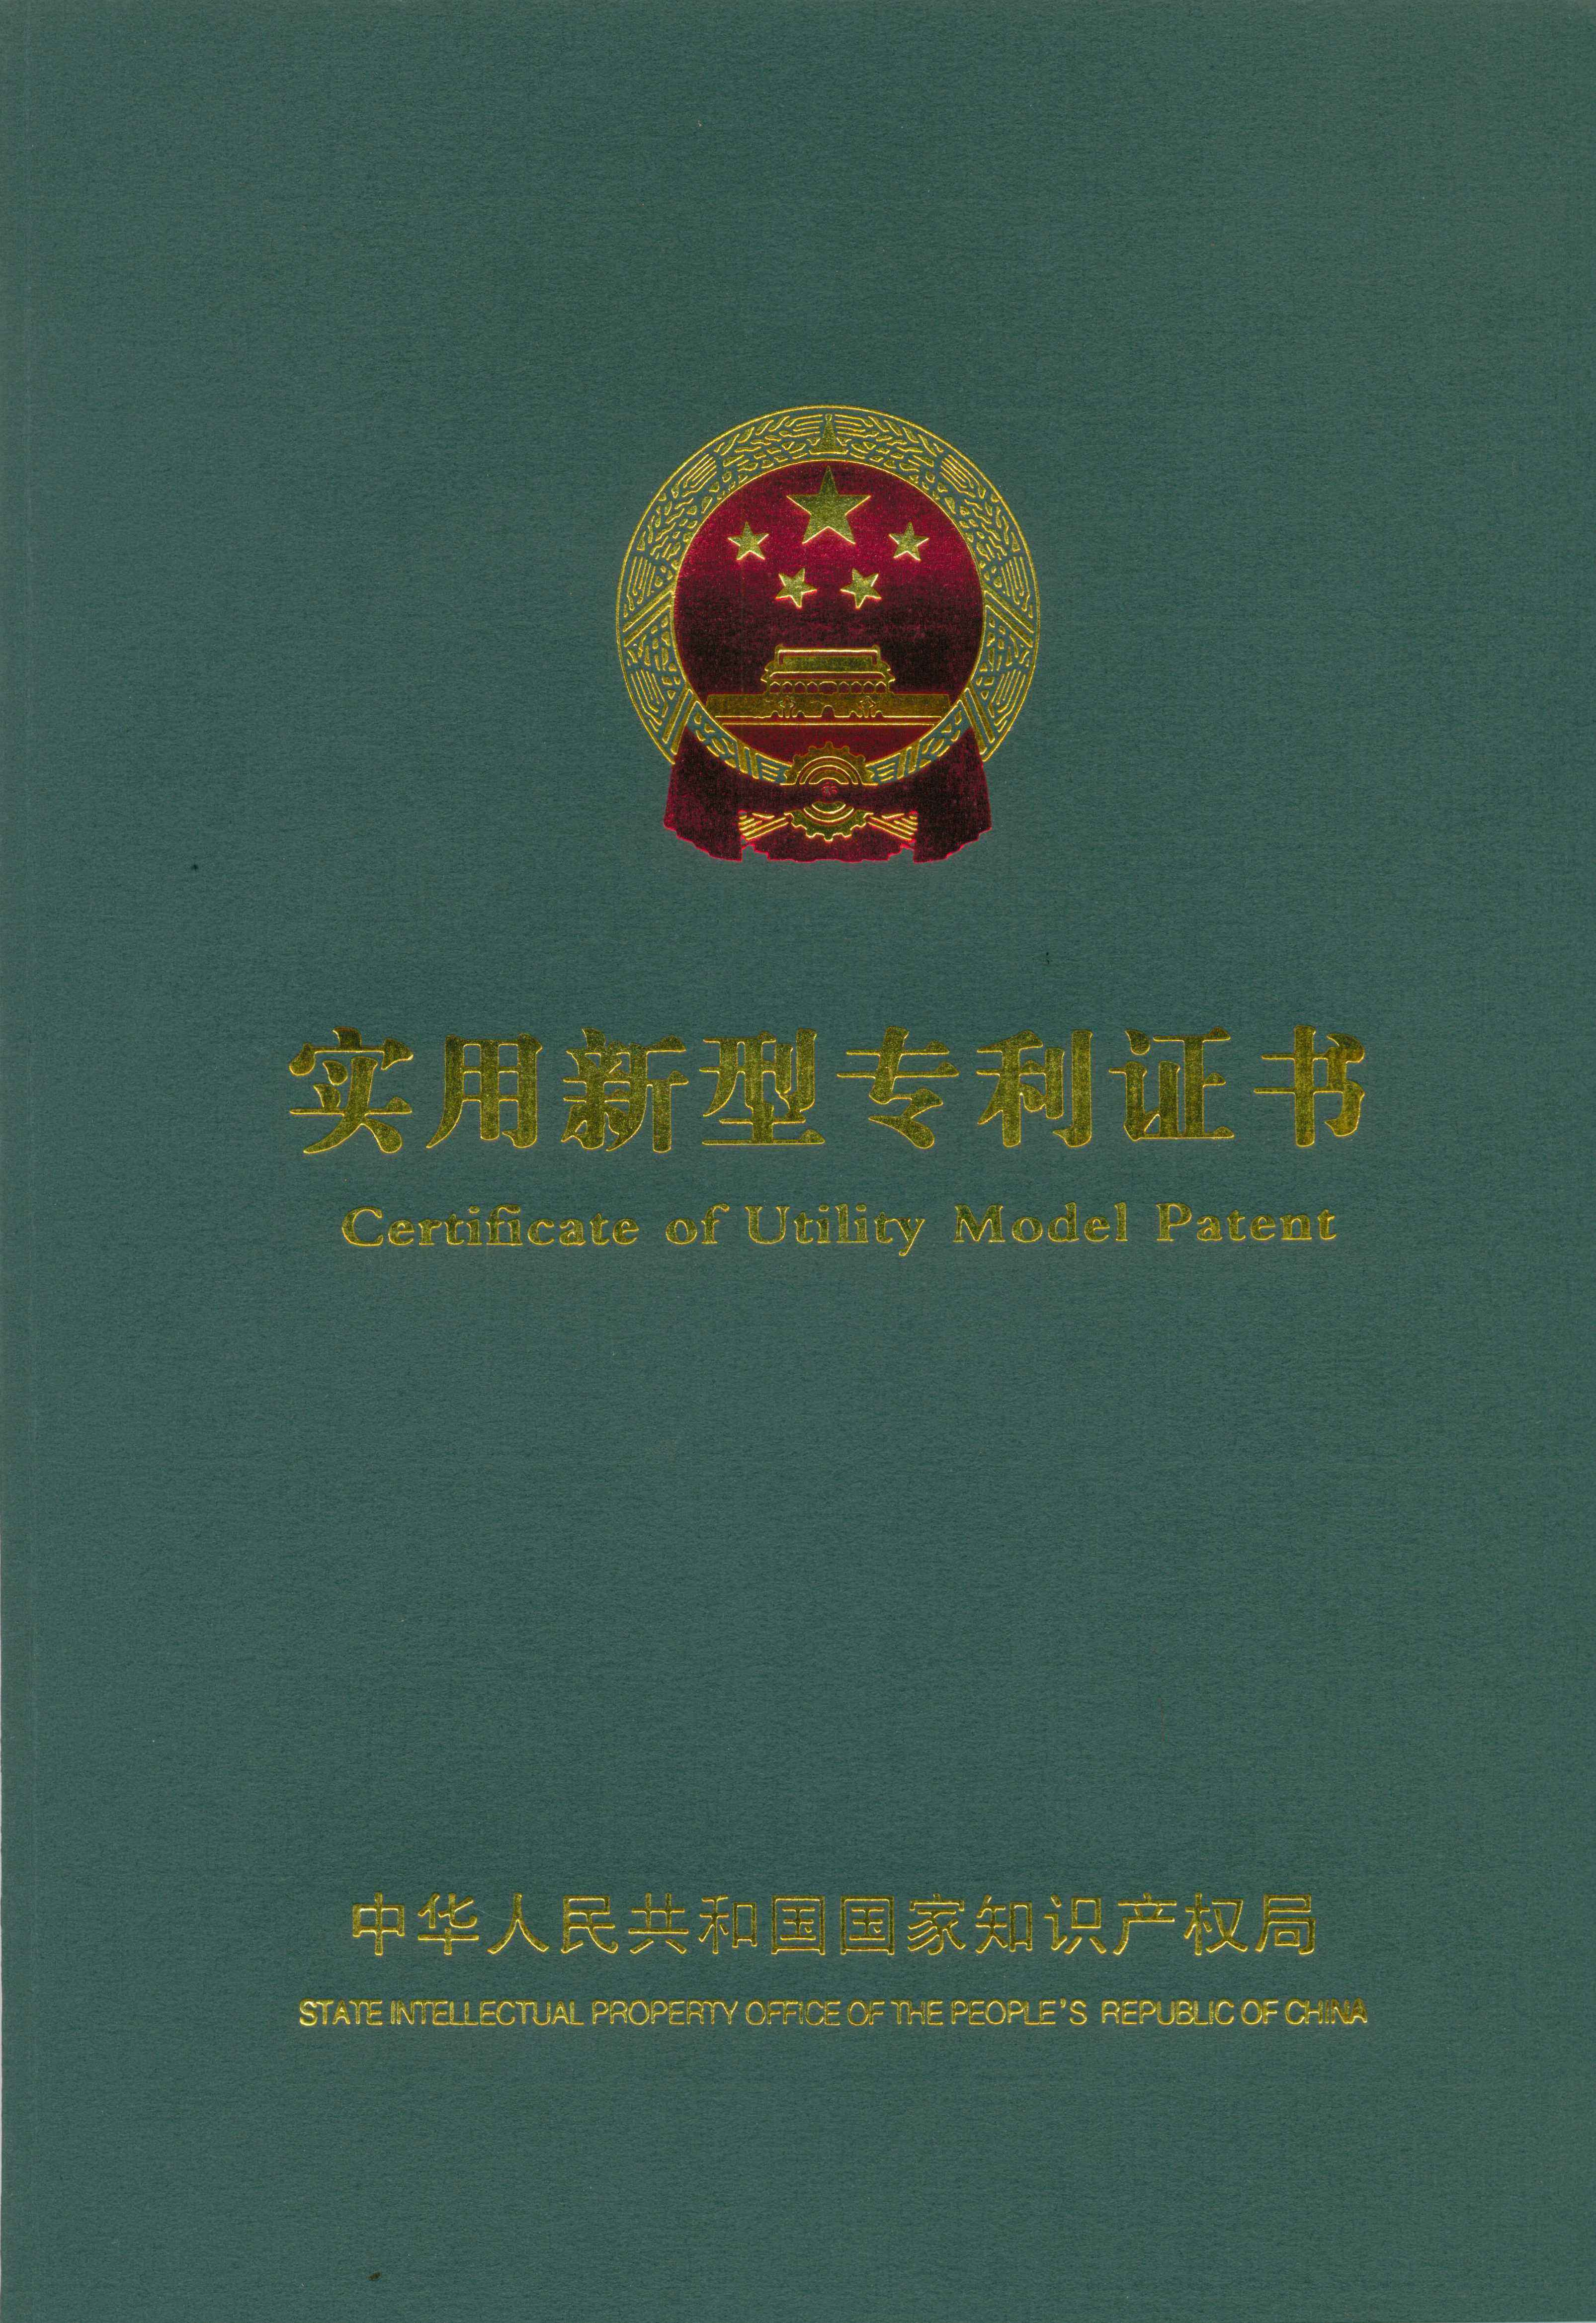 实用新型专利证书
Certificate of Utility Model Patent
中华人民共和国国家知识产权局
STATE INTELLECTUAL PROPERTY OFFICE OF THE PEOPLE'S REPUBLIC OF CHINA